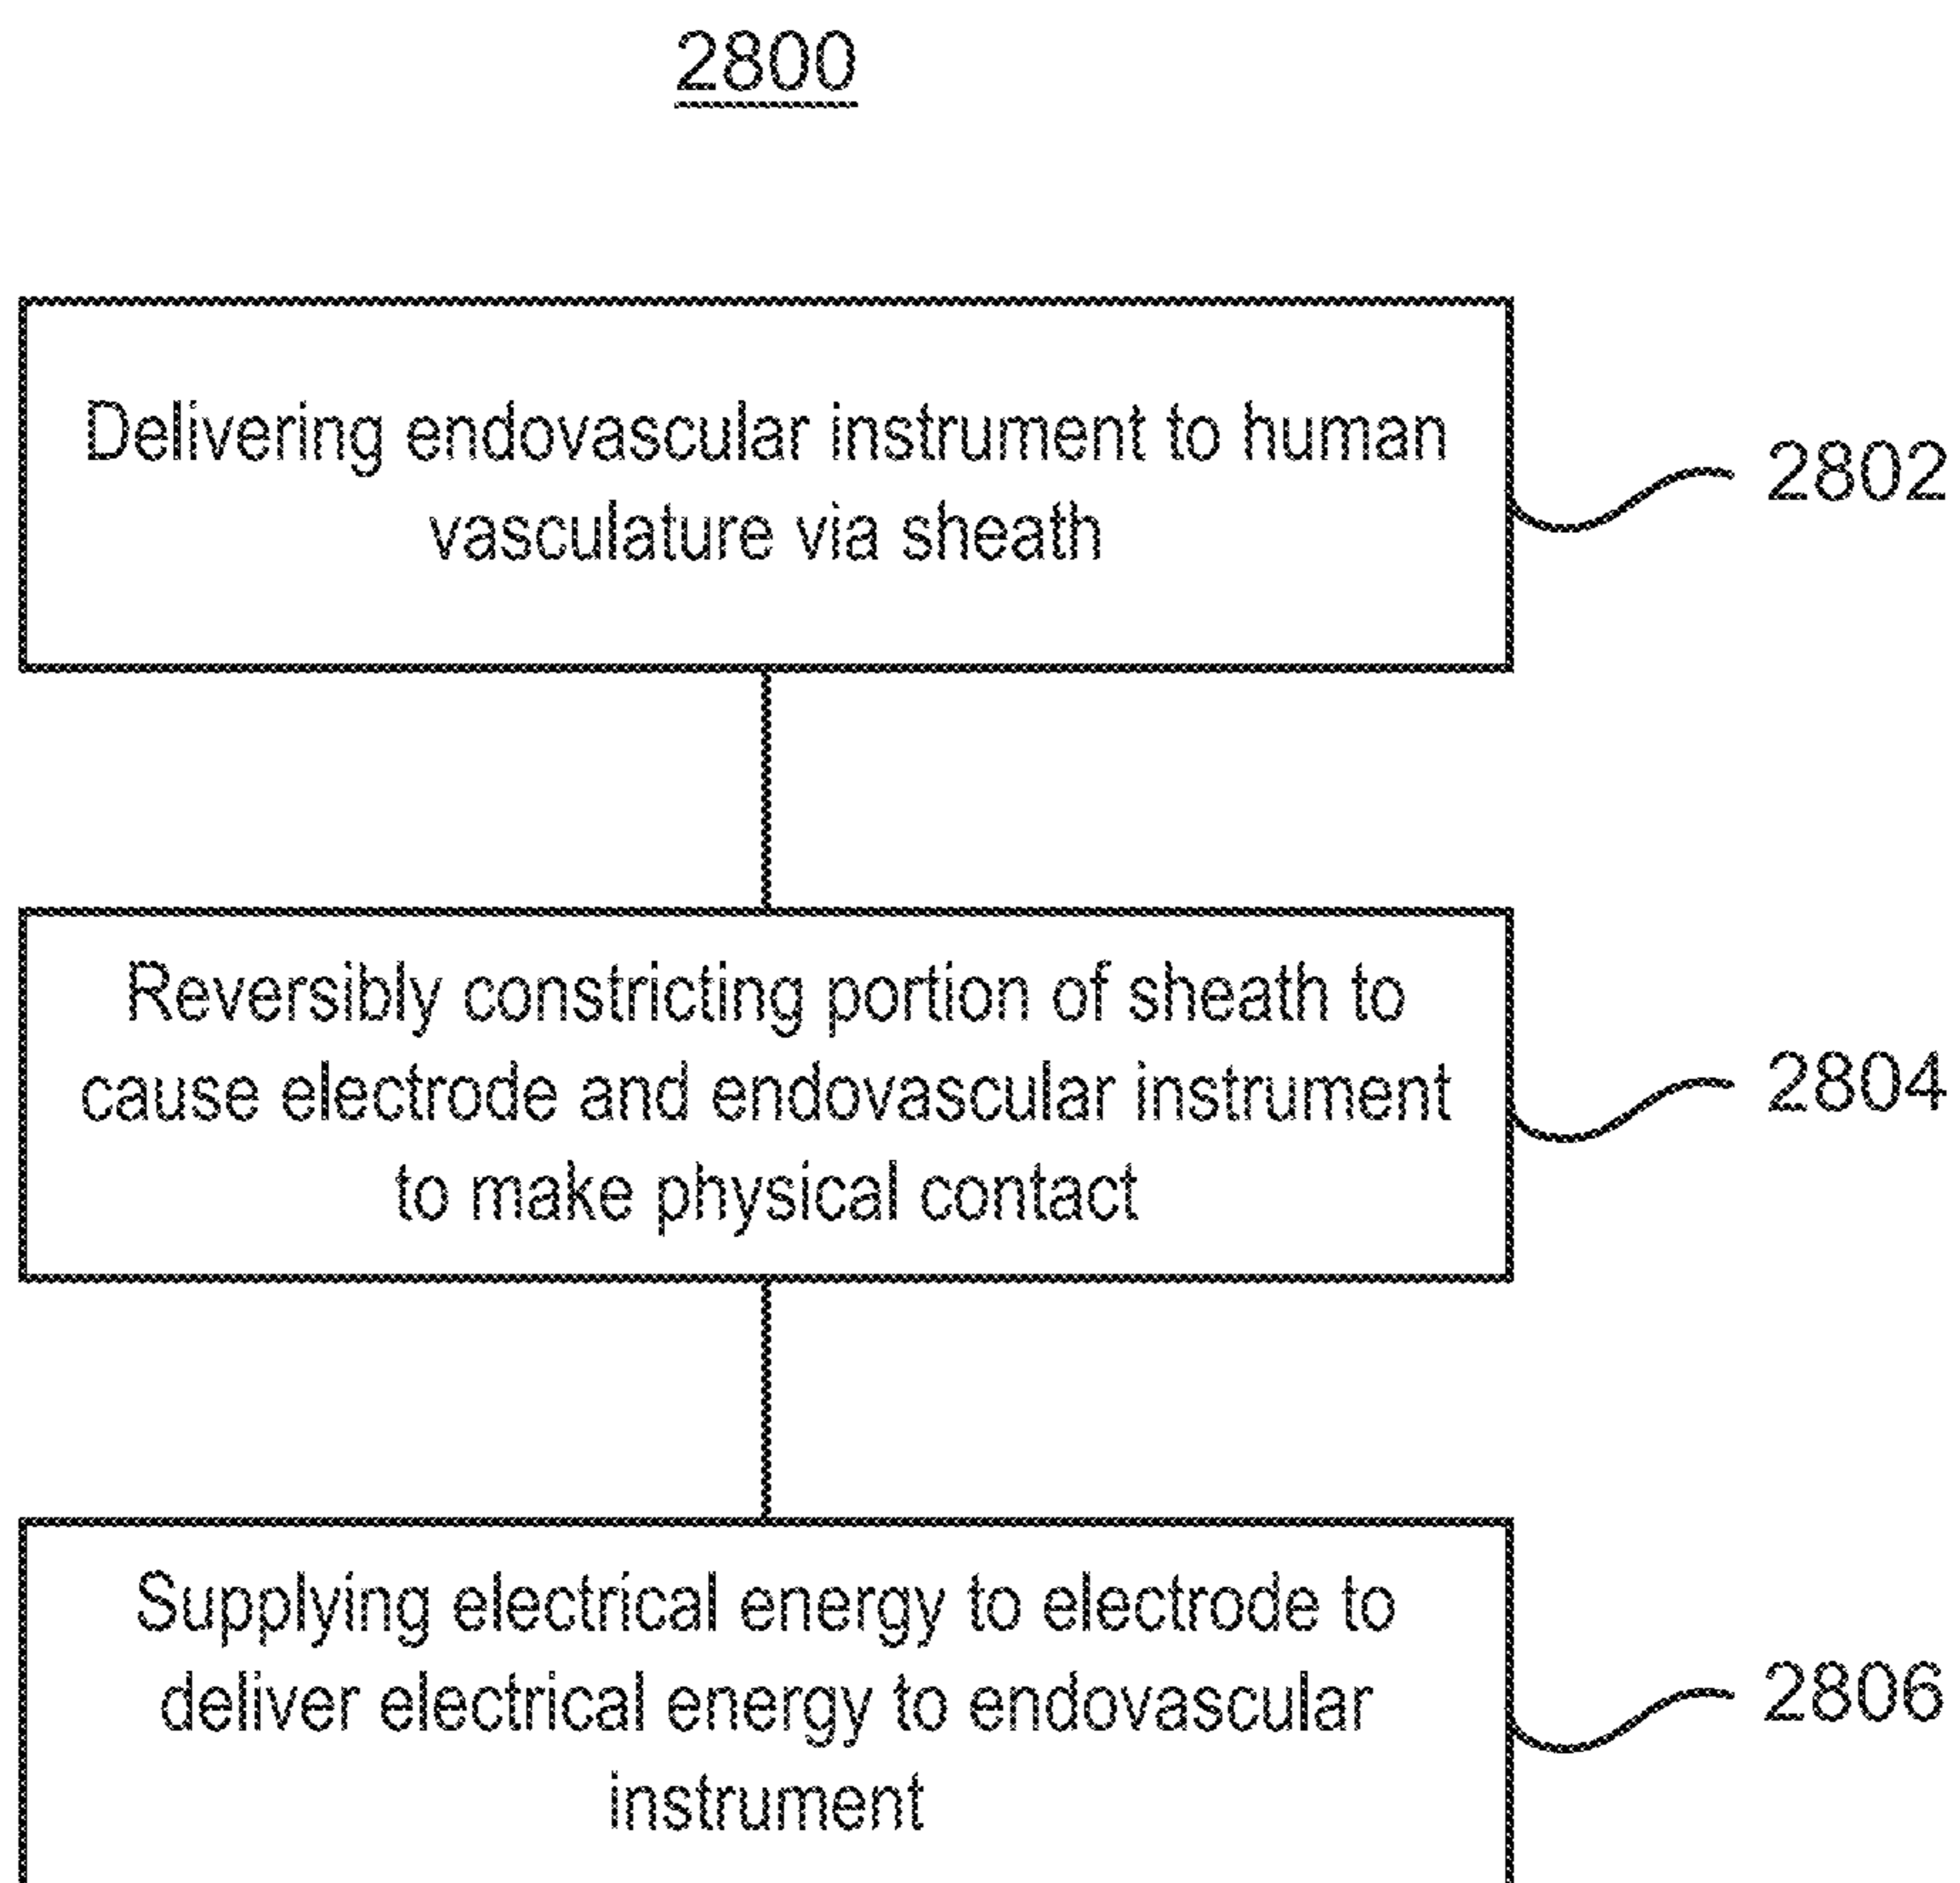 2800
Delivering endovascular instrument to human
vasculature via sheath
2802
Reversibly constricting portion of sheath to
cause electrode and endovascular instrument
to make physical contact
2804
Supplying electrical energy to electrode to
deliver electrical energy to endovascular
instrument
2806